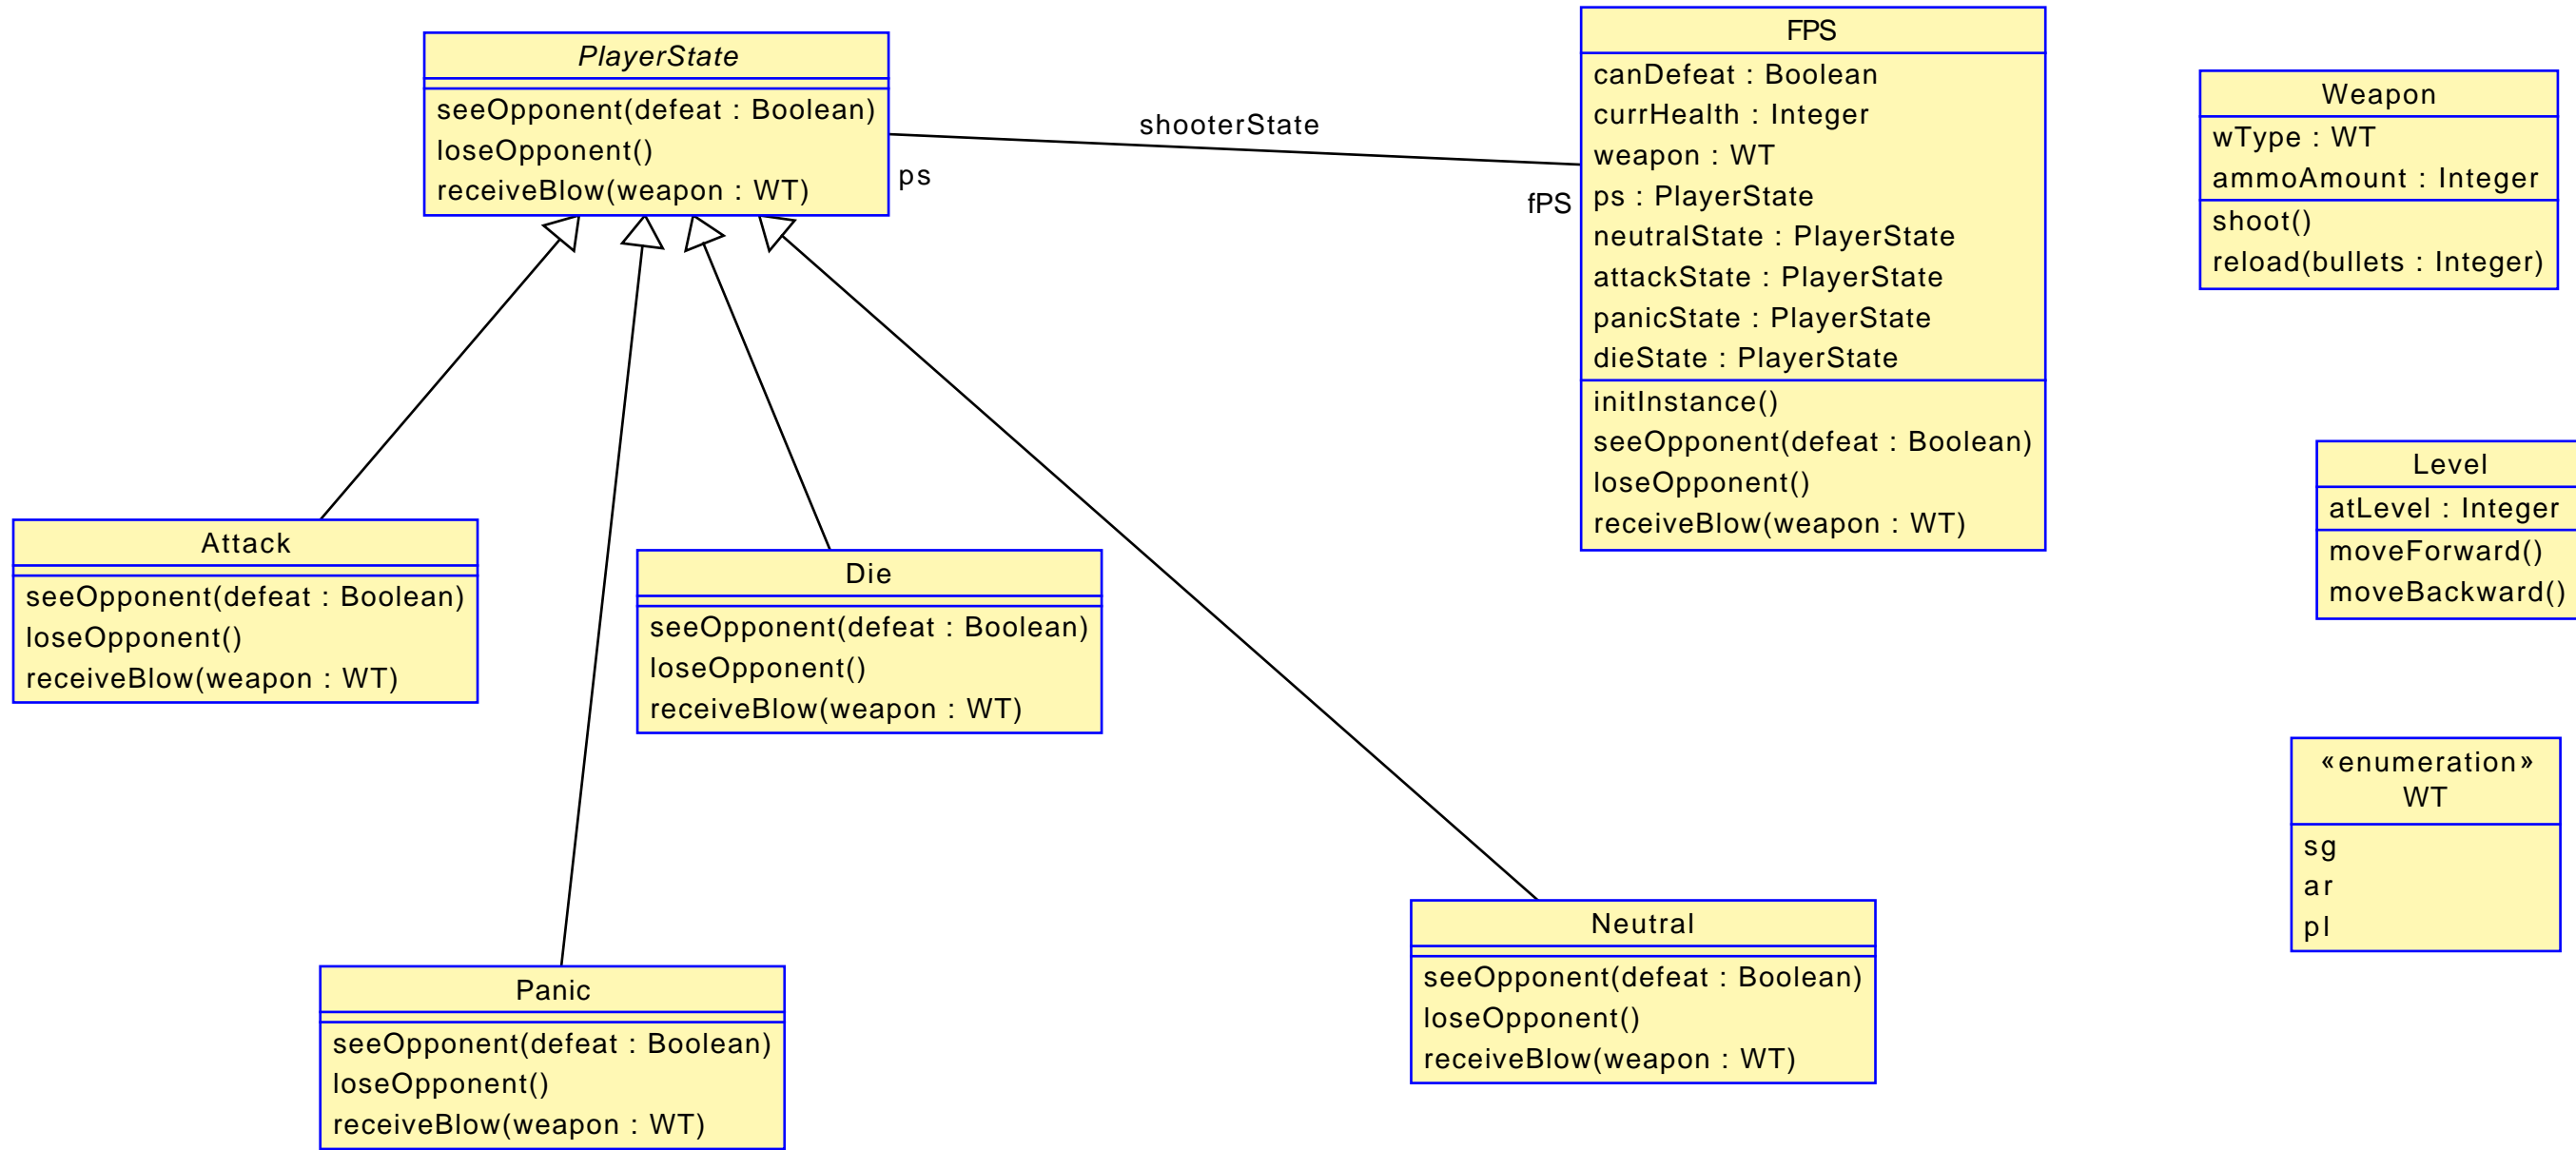 PlayerState
seeOpponent(defeat : Boolean)
loseOpponent()
receiveBlow(weapon : WT)
shooterState
ps
fPS
FPS
canDefeat : Boolean
currHealth : Integer
weapon : WT
ps : PlayerState
neutralState : PlayerState
attackState : PlayerState
panicState : PlayerState
dieState : PlayerState
initInstance()
seeOpponent(defeat : Boolean)
loseOpponent()
receiveBlow(weapon : WT)
Weapon
wType : WT
ammoAmount : Integer
shoot()
reload(bullets : Integer)
Level
atLevel : Integer
moveForward()
moveBackward()
Attack
seeOpponent(defeat : Boolean)
loseOpponent()
receiveBlow(weapon : WT)
Die
seeOpponent(defeat : Boolean)
loseOpponent()
receiveBlow(weapon : WT)
«enumeration»
WT
sg
ar
pl
Neutral
seeOpponent(defeat : Boolean)
loseOpponent()
receiveBlow(weapon : WT)
Panic
seeOpponent(defeat : Boolean)
loseOpponent()
receiveBlow(weapon : WT)